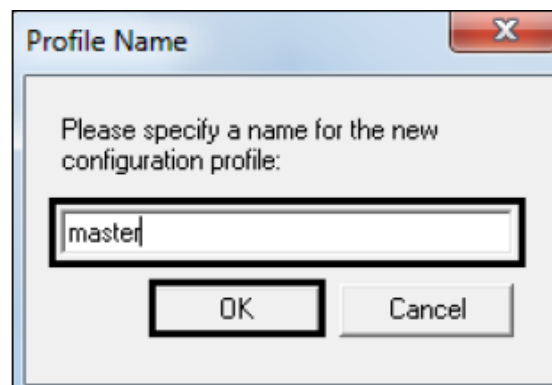 Profile Name
Please specify a name for the new
configuration profile:
master
OK
Cancel